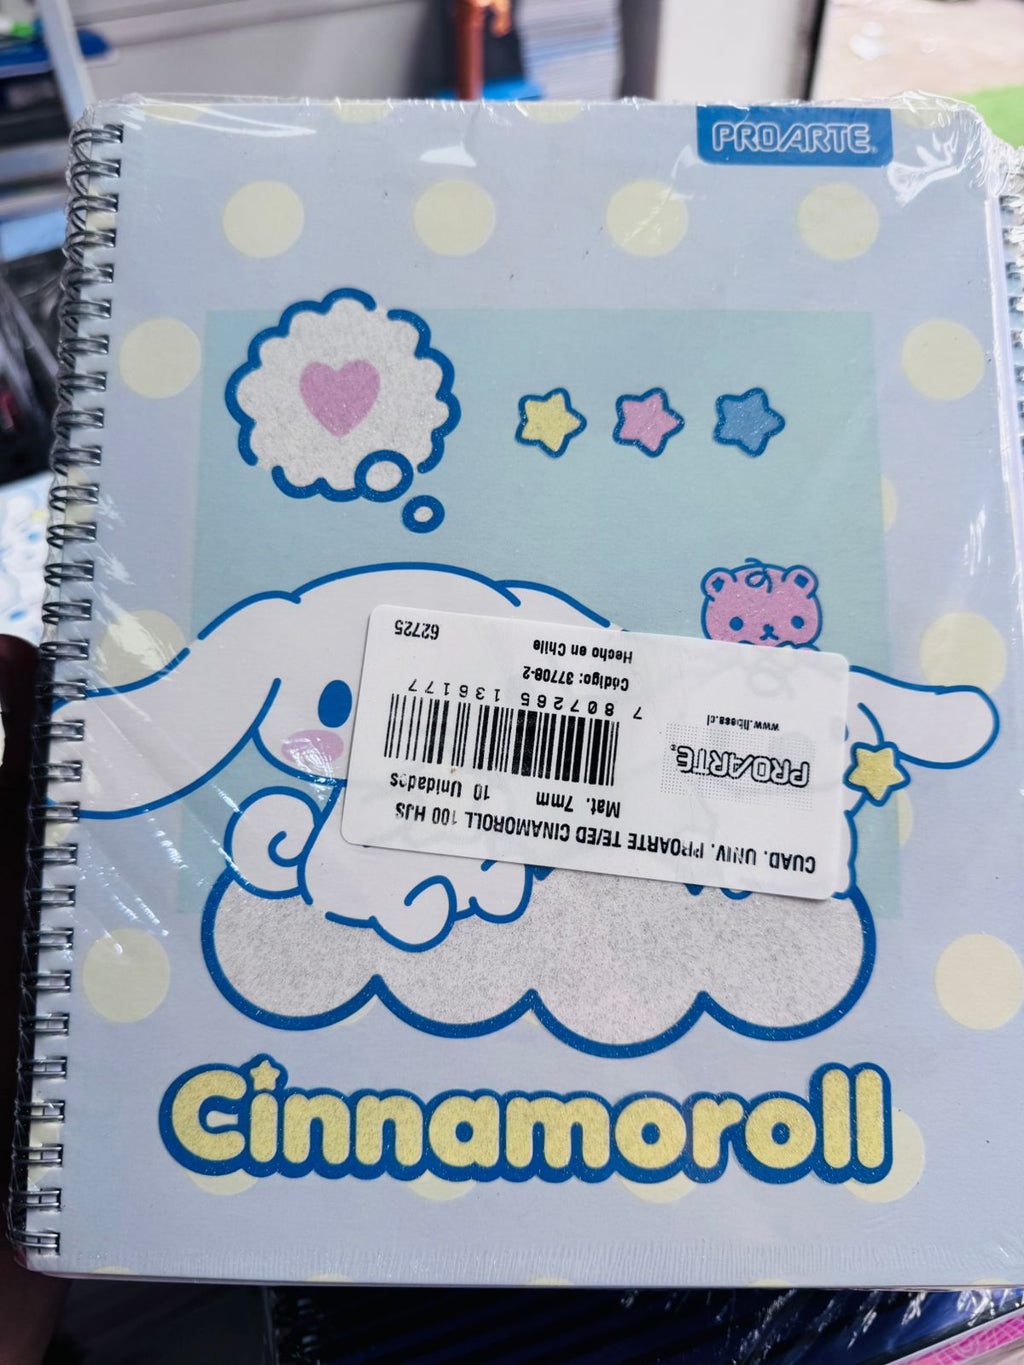 PROARTE
CUAD. UNIV. PROARTE TE/ED CINAMOROLL 100 HJS
Mat. 7mm 10 Unidades
PROARTE
www.libesa.cl
7 807265 136177
Código: 37708-2
Hecho en Chile
62725
Cinnamoroll